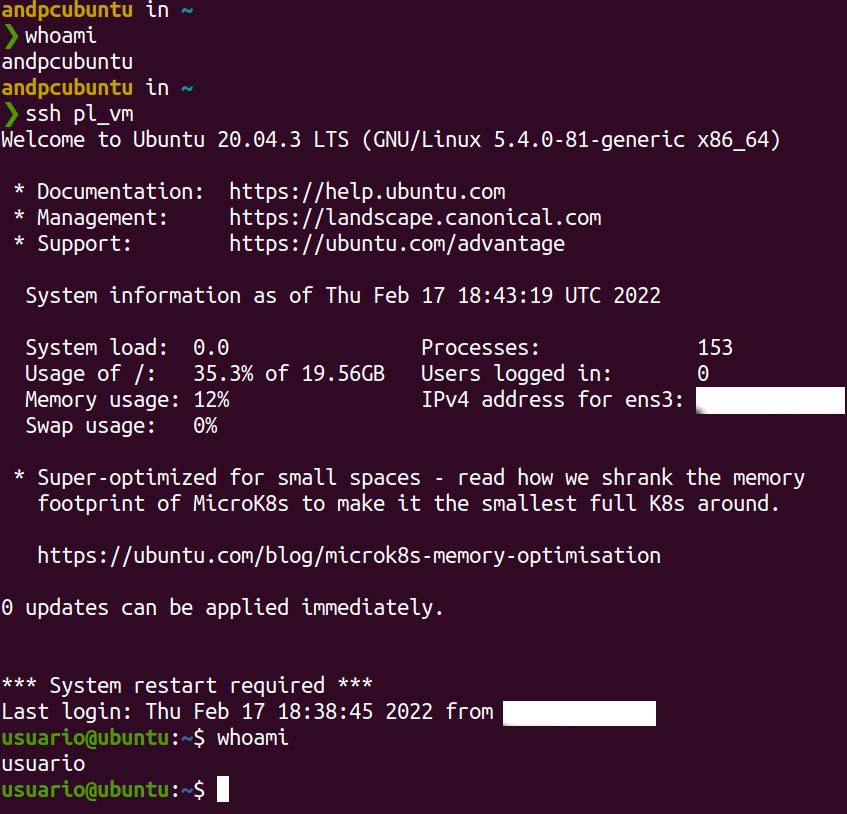 andpcubuntu in ~
❯ whoami
andpcubuntu
andpcubuntu in ~
❯ ssh pl_vm
Welcome to Ubuntu 20.04.3 LTS (GNU/Linux 5.4.0-81-generic x86_64)
* Documentation:  https://help.ubuntu.com
* Management:     https://landscape.canonical.com
* Support:        https://ubuntu.com/advantage
System information as of Thu Feb 17 18:43:19 UTC 2022
System load:  0.0                Processes:             153
Usage of /:   35.3% of 19.56GB   Users logged in:       0
Memory usage: 12%                IPv4 address for ens3:
Swap usage:   0%
* Super-optimized for small spaces - read how we shrank the memory
footprint of MicroK8s to make it the smallest full K8s around.
https://ubuntu.com/blog/microk8s-memory-optimisation
0 updates can be applied immediately.
*** System restart required ***
Last login: Thu Feb 17 18:38:45 2022 from
usuario@ubuntu:~$ whoami
usuario
usuario@ubuntu:~$